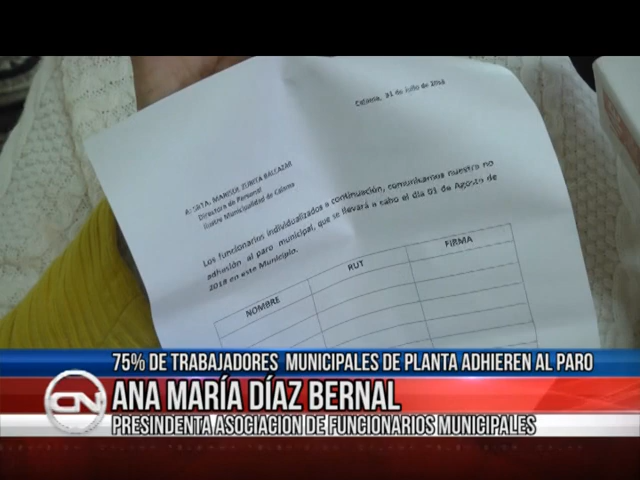 Calama, 31 de julio de 2018
A: SRTA. MARISEL ZURITA BALCAZAR
Directora de Personal
Ilustre Municipalidad de Calama
Los funcionarios individualizados a continuación, comunicamos nuestro no
adhesión al paro municipal, que se llevará a cabo el día 01 de Agosto de
2018 en este Municipio.
NOMBRE RUT FIRMA
75% DE TRABAJADORES MUNICIPALES DE PLANTA ADHIEREN AL PARO
ANA MARÍA DÍAZ BERNAL
PRESINDENTA ASOCIACION DE FUNCIONARIOS MUNICIPALES
CN